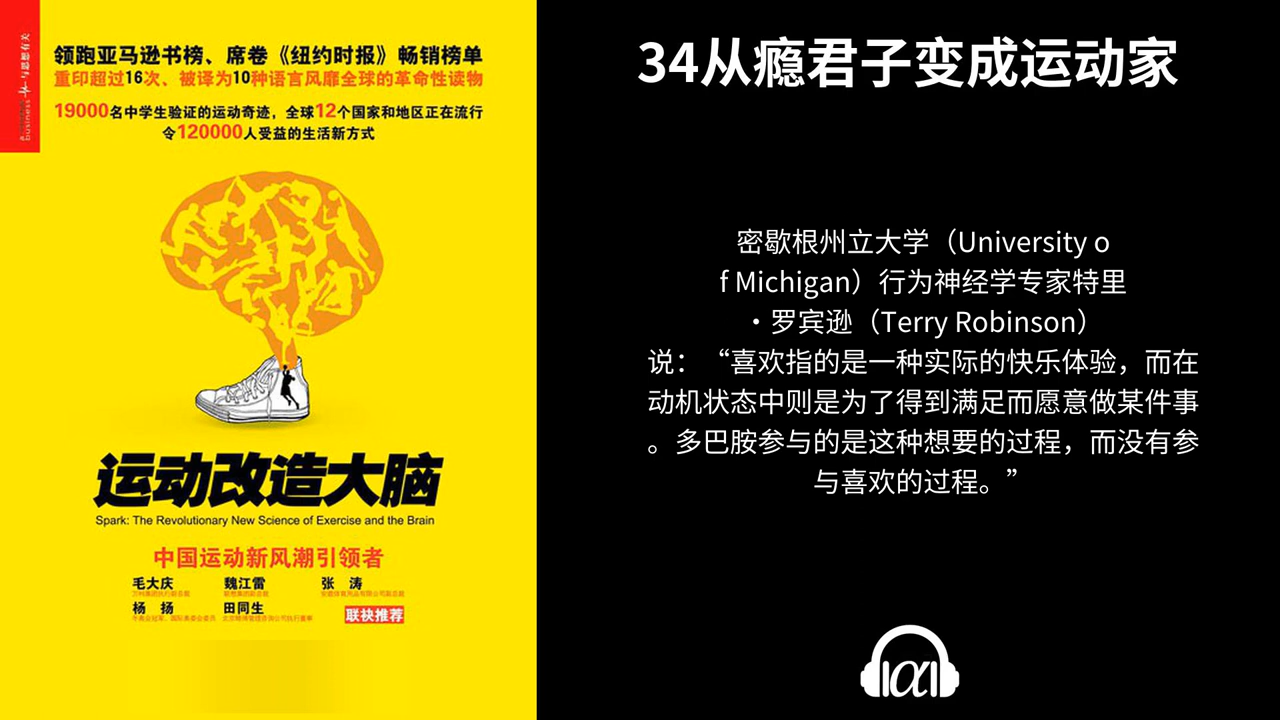 与思想有关
business
领跑亚马逊书榜、席卷《纽约时报》畅销榜单
重印超过16次、被译为10种语言风靡全球的革命性读物
19000名中学生验证的运动奇迹，全球12个国家和地区正在流行
令120000人受益的生活新方式
运动改造大脑
Spark: The Revolutionary New Science of Exercise and the Brain
中国运动新风潮引领者
毛大庆 魏江雷 张 涛
杨 扬 田同生 联袂推荐
34从瘾君子变成运动家
密歇根州立大学（University o
f Michigan）行为神经学专家特里
·罗宾逊（Terry Robinson）
说：“喜欢指的是一种实际的快乐体验，而在
动机状态中则是为了得到满足而愿意做某件事
。多巴胺参与的是这种想要的过程，而没有参
与喜欢的过程。”